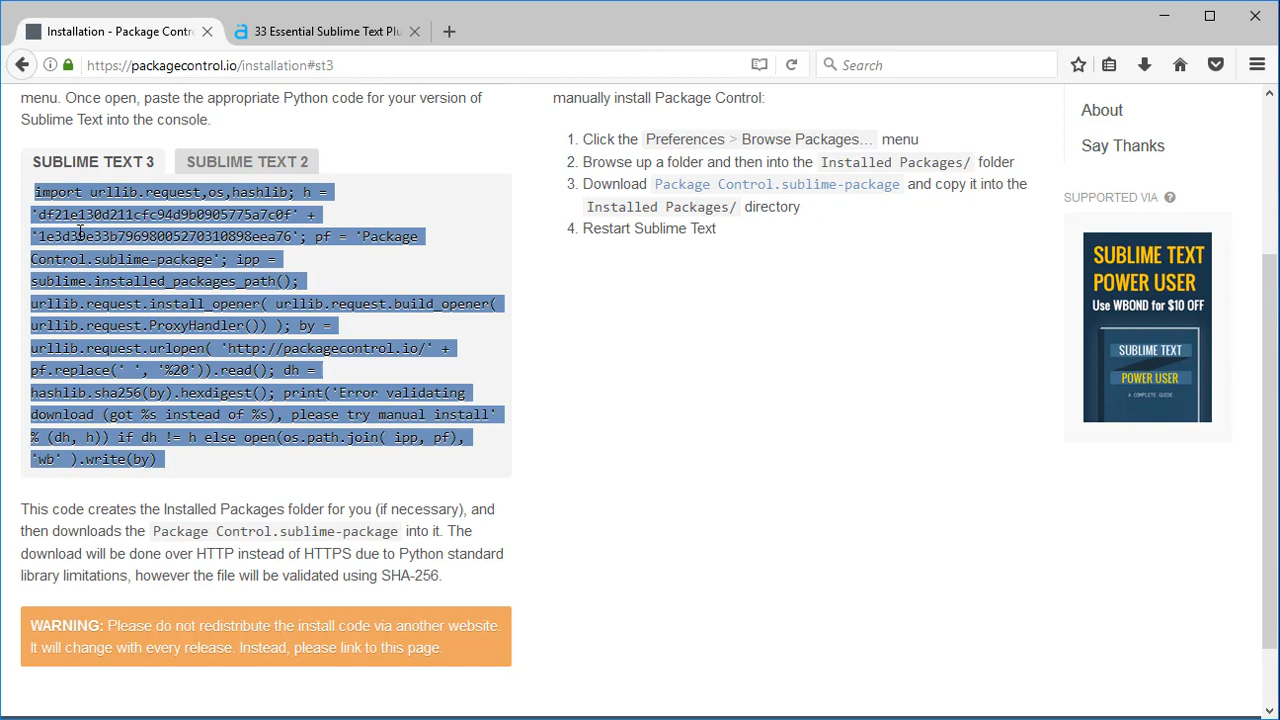 Installation - Package Contr
33 Essential Sublime Text Plu
https://packagecontrol.io/installation#st3
Search
menu. Once open, paste the appropriate Python code for your version of
Sublime Text into the console.
SUBLIME TEXT 3
SUBLIME TEXT 2
import urllib.request,os,hashlib; h =
'df21e130d211cfc94d9b0905775a7c0f' +
'1e3d39e33b79698005270310898eea76'; pf = 'Package
Control.sublime-package'; ipp =
sublime.installed_packages_path();
urllib.request.install_opener( urllib.request.build_opener(
urllib.request.ProxyHandler()) ); by =
urllib.request.urlopen( 'http://packagecontrol.io/' +
pf.replace(' ', '%20')).read(); dh =
hashlib.sha256(by).hexdigest(); print('Error validating
download (got %s instead of %s), please try manual install'
% (dh, h)) if dh != h else open(os.path.join( ipp, pf),
'wb' ).write(by)
This code creates the Installed Packages folder for you (if necessary), and
then downloads the Package Control.sublime-package into it. The
download will be done over HTTP instead of HTTPS due to Python standard
library limitations, however the file will be validated using SHA-256.
WARNING: Please do not redistribute the install code via another website.
It will change with every release. Instead, please link to this page.
manually install Package Control:
1. Click the Preferences > Browse Packages… menu
2. Browse up a folder and then into the Installed Packages/ folder
3. Download Package Control.sublime-package and copy it into the
Installed Packages/ directory
4. Restart Sublime Text
About
Say Thanks
SUPPORTED VIA
SUBLIME TEXT
POWER USER
Use WBOND for $10 OFF
SUBLIME TEXT
POWER USER
A COMPLETE GUIDE